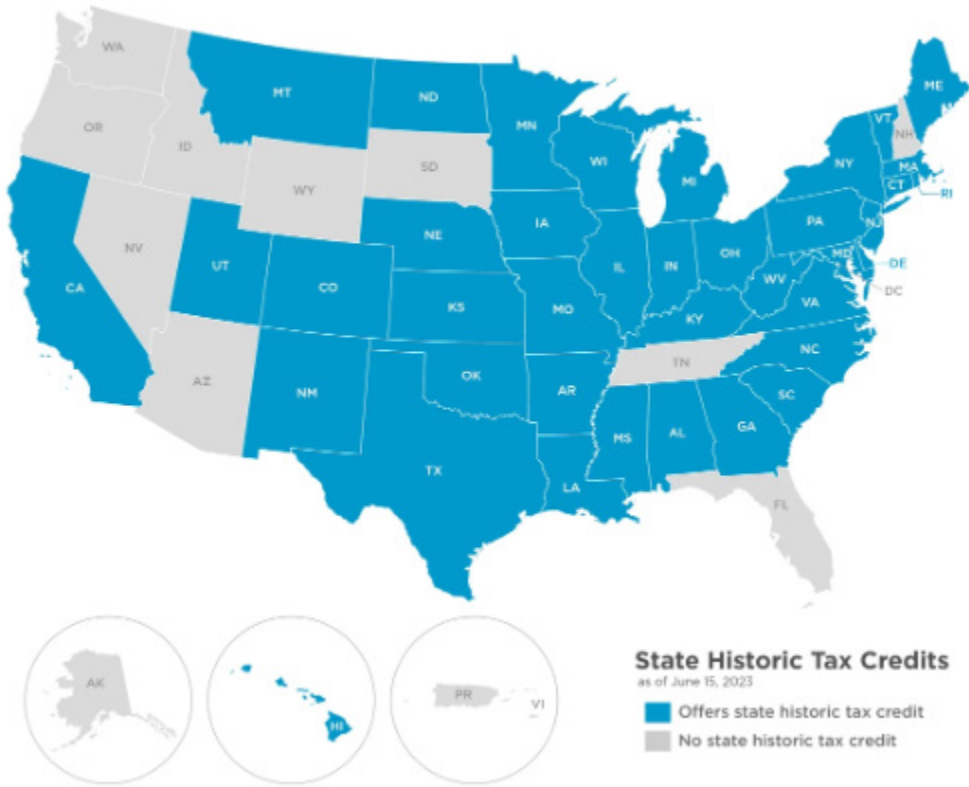 WA
MT
ND
MN
ME
VT
NH
OR
ID
WI
NY
MA
SD
WY
MI
CT
RI
IA
PA
NJ
NE
OH
NV
UT
IL
IN
MD
DE
CA
CO
WV
DC
KS
MO
VA
KY
NC
TN
AZ
OK
NM
AR
SC
MS
AL
GA
TX
LA
FL
AK
HI
PR
VI
State Historic Tax Credits
as of June 15, 2023
Offers state historic tax credit
No state historic tax credit